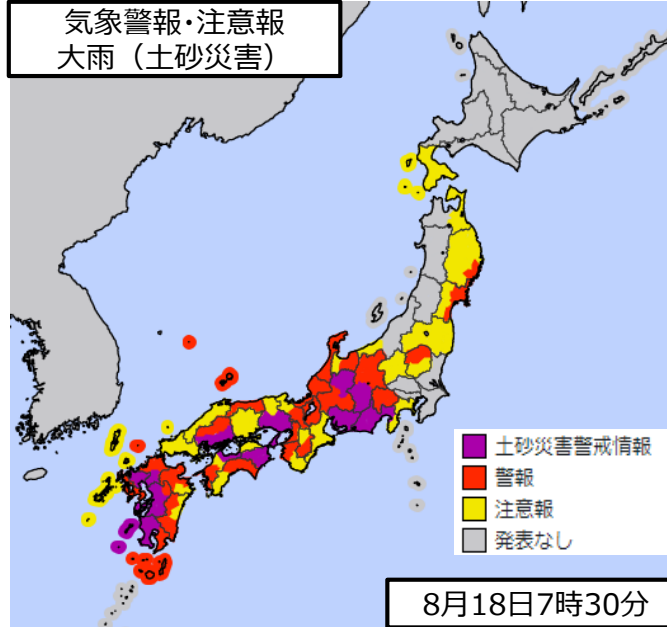 気象警報・注意報
大雨（土砂災害）
土砂災害警戒情報
警報
注意報
発表なし
8月18日7時30分